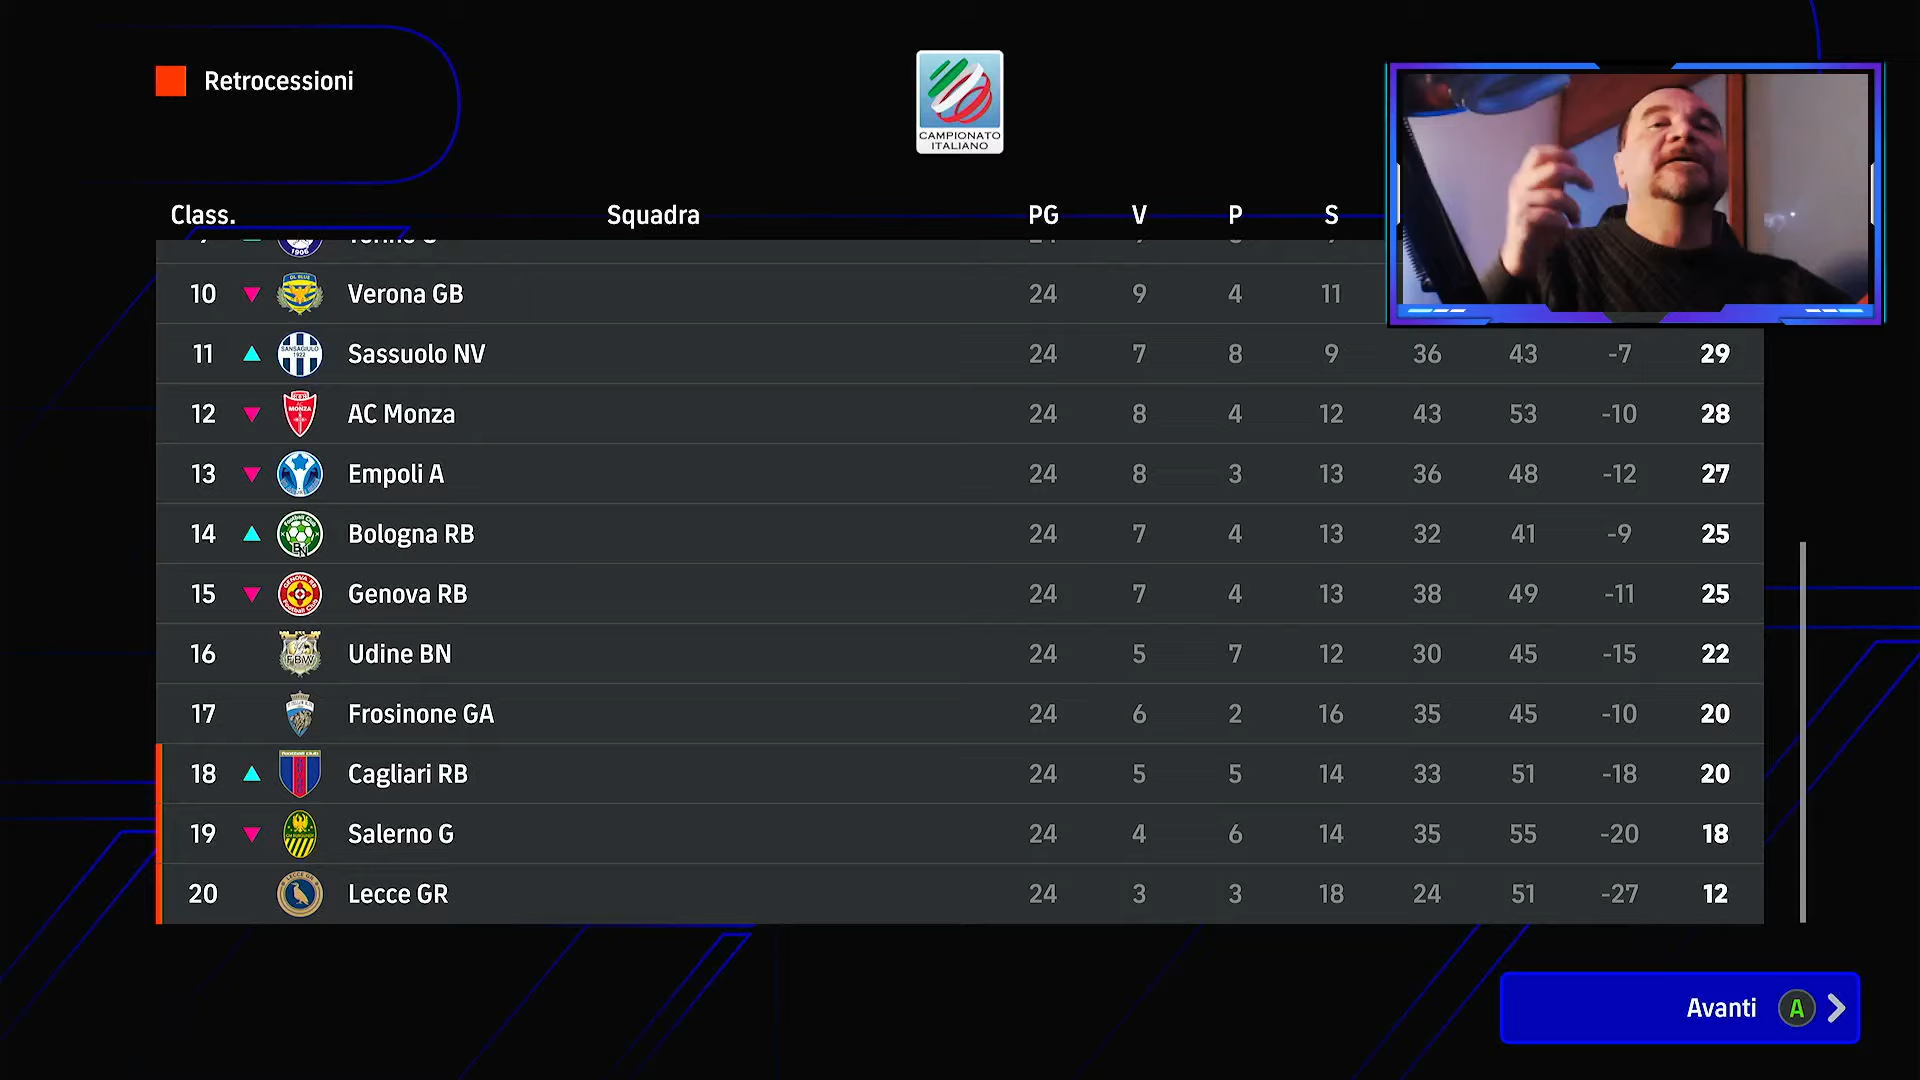 Retrocessioni
CAMPIONATO
ITALIANO
Class. Squadra PG V P S
10 Verona GB 24 9 4 11
11 Sassuolo NV 24 7 8 9 36 43 -7 29
12 AC Monza 24 8 4 12 43 53 -10 28
13 Empoli A 24 8 3 13 36 48 -12 27
14 Bologna RB 24 7 4 13 32 41 -9 25
15 Genova RB 24 7 4 13 38 49 -11 25
16 Udine BN 24 5 7 12 30 45 -15 22
17 Frosinone GA 24 6 2 16 35 45 -10 20
18 Cagliari RB 24 5 5 14 33 51 -18 20
19 Salerno G 24 4 6 14 35 55 -20 18
20 Lecce GR 24 3 3 18 24 51 -27 12
Avanti A